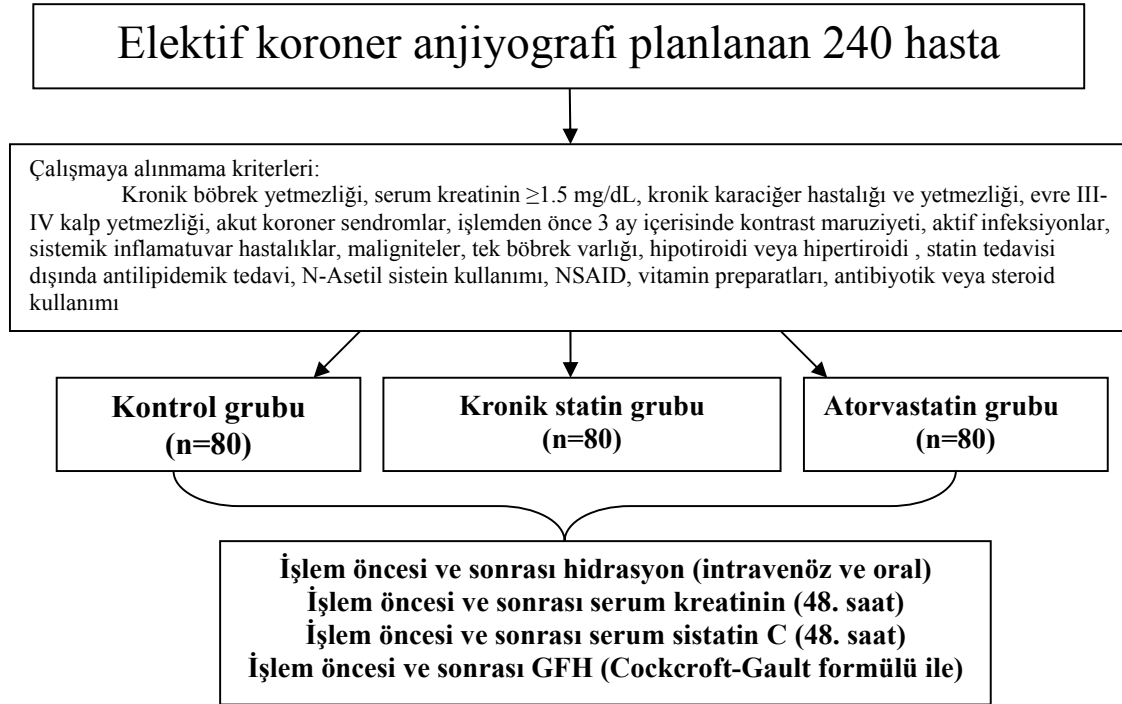 Elektif koroner anjiyografi planlanan 240 hasta
Çalışmaya alınmama kriterleri:
Kronik böbrek yetmezliği, serum kreatinin ≥1.5 mg/dL, kronik karaciğer hastalığı ve yetmezliği, evre III-
IV kalp yetmezliği, akut koroner sendromlar, işlemden önce 3 ay içerisinde kontrast maruziyeti, aktif infeksiyonlar,
sistemik inflamatuvar hastalıklar, maligniteler, tek böbrek varlığı, hipotiroidi veya hipertiroidi , statin tedavisi
dışında antilipidemik tedavi, N-Asetil sistein kullanımı, NSAID, vitamin preparatları, antibiyotik veya steroid
kullanımı
Kontrol grubu
(n=80)
Kronik statin grubu
(n=80)
Atorvastatin grubu
(n=80)
İşlem öncesi ve sonrası hidrasyon (intravenöz ve oral)
İşlem öncesi ve sonrası serum kreatinin (48. saat)
İşlem öncesi ve sonrası serum sistatin C (48. saat)
İşlem öncesi ve sonrası GFH (Cockcroft-Gault formülü ile)